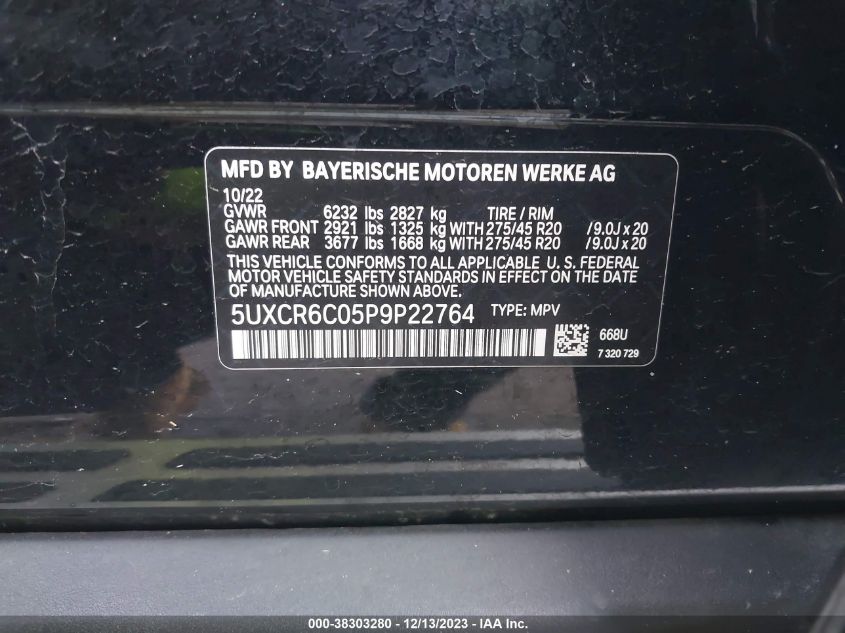 MFD BY BAYERISCHE MOTOREN WERKE AG
10/22
GVWR 6232 lbs 2827 kg TIRE / RIM
GAWR FRONT 2921 lbs 1325 kg WITH 275/45 R20 / 9.0J x 20
GAWR REAR 3677 lbs 1668 kg WITH 275/45 R20 / 9.0J x 20
THIS VEHICLE CONFORMS TO ALL APPLICABLE U. S. FEDERAL
MOTOR VEHICLE SAFETY STANDARDS IN EFFECT ON THE DATE
OF MANUFACTURE SHOWN ABOVE.
5UXCR6C05P9P22764 TYPE: MPV
668U
7 320 729
000-38303280 - 12/13/2023 - IAA Inc.